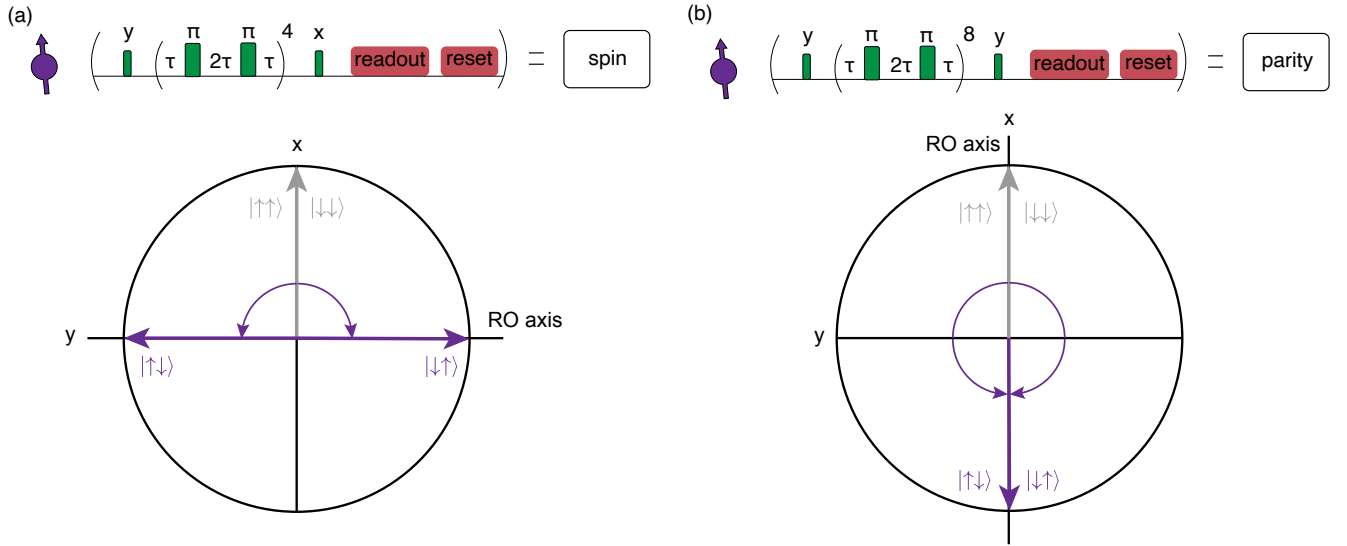 (a)
( y ( τ π 2τ π τ )4 x readout reset ) = spin
x
|↑↑⟩ |↓↓⟩
y
RO axis
|↑↓⟩ |↓↑⟩
(b)
( y ( τ π 2τ π τ )8 y readout reset ) = parity
x
RO axis
|↑↑⟩ |↓↓⟩
y
|↑↓⟩ |↓↑⟩